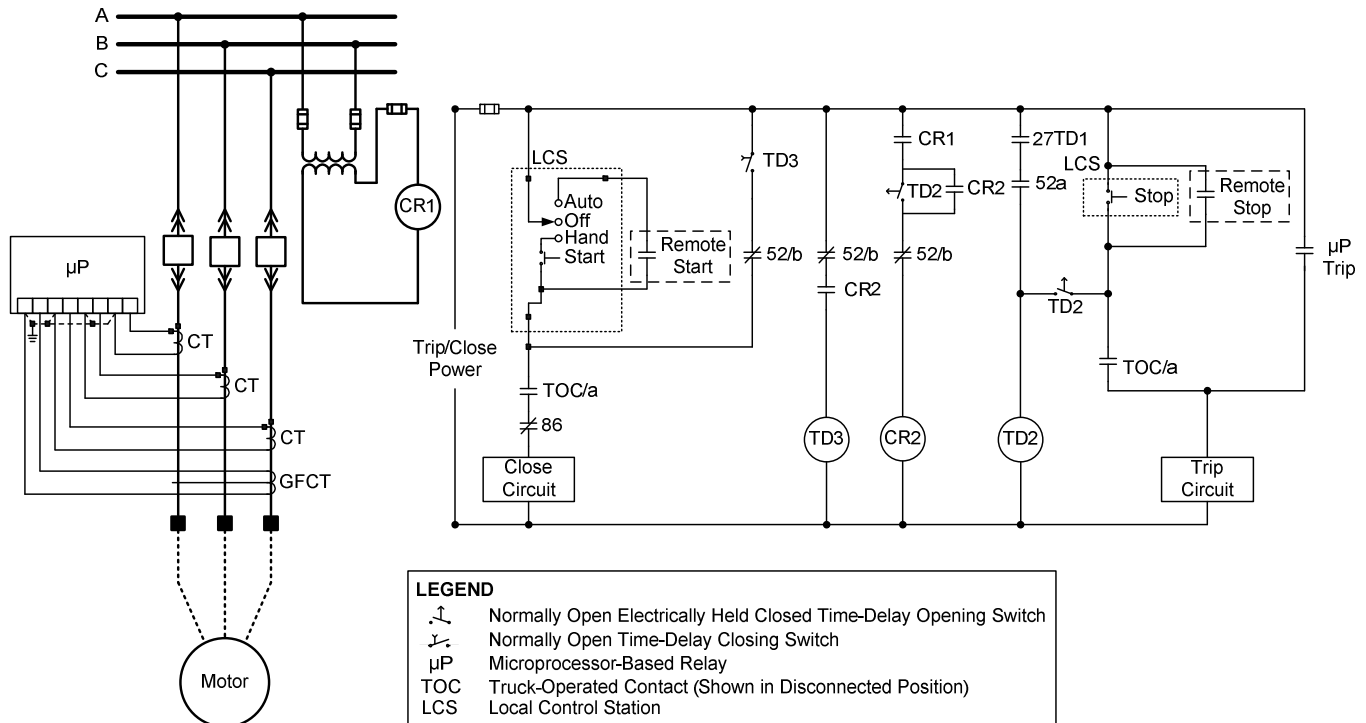 A
B
C
µP
CT
CT
CT
GFCT
Motor
CR1
Trip/Close
Power
LCS
Auto
Off
Hand
Start
Remote
Start
TOC/a
86
Close
Circuit
TD3
52/b
52/b
CR2
TD3
CR1
TD2
CR2
52/b
CR2
27TD1
52a
TD2
TD2
LCS
Stop
Remote
Stop
TOC/a
Trip
Circuit
µP
Trip
LEGEND
Normally Open Electrically Held Closed Time-Delay Opening Switch
Normally Open Time-Delay Closing Switch
µP Microprocessor-Based Relay
TOC Truck-Operated Contact (Shown in Disconnected Position)
LCS Local Control Station